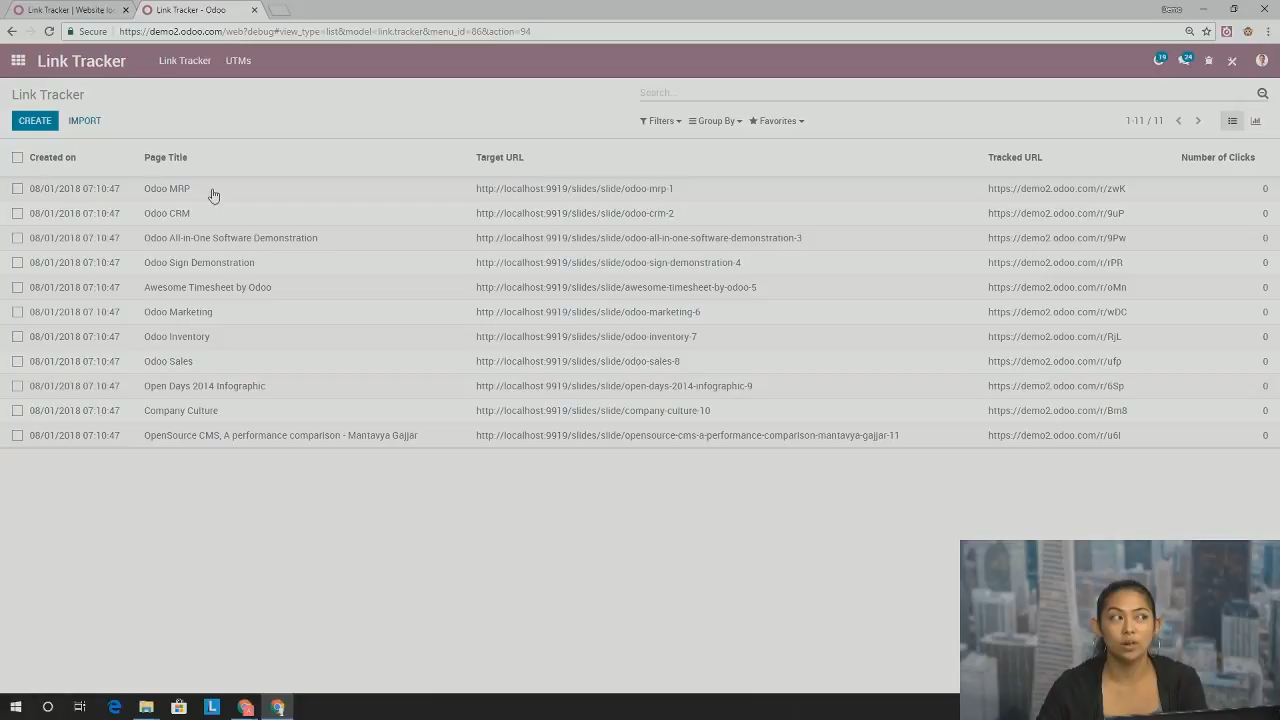 Link Tracker | Website lo
Link Tracker - Odoo
Demo
Secure
https://demo2.odoo.com/web?debug#view_type=list&model=link.tracker&menu_id=86&action=94
Link Tracker
Link Tracker
UTMs
19
24
Link Tracker
Search...
CREATE
IMPORT
Filters
Group By
Favorites
1-11 / 11
Created on Page Title Target URL Tracked URL Number of Clicks
08/01/2018 07:10:47 Odoo MRP http://localhost:9919/slides/slide/odoo-mrp-1 https://demo2.odoo.com/r/zwK 0
08/01/2018 07:10:47 Odoo CRM http://localhost:9919/slides/slide/odoo-crm-2 https://demo2.odoo.com/r/9uP 0
08/01/2018 07:10:47 Odoo All-in-One Software Demonstration http://localhost:9919/slides/slide/odoo-all-in-one-software-demonstration-3 https://demo2.odoo.com/r/9Pw 0
08/01/2018 07:10:47 Odoo Sign Demonstration http://localhost:9919/slides/slide/odoo-sign-demonstration-4 https://demo2.odoo.com/r/rPR 0
08/01/2018 07:10:47 Awesome Timesheet by Odoo http://localhost:9919/slides/slide/awesome-timesheet-by-odoo-5 https://demo2.odoo.com/r/oMn 0
08/01/2018 07:10:47 Odoo Marketing http://localhost:9919/slides/slide/odoo-marketing-6 https://demo2.odoo.com/r/wDC 0
08/01/2018 07:10:47 Odoo Inventory http://localhost:9919/slides/slide/odoo-inventory-7 https://demo2.odoo.com/r/RjL 0
08/01/2018 07:10:47 Odoo Sales http://localhost:9919/slides/slide/odoo-sales-8 https://demo2.odoo.com/r/ufp 0
08/01/2018 07:10:47 Open Days 2014 Infographic http://localhost:9919/slides/slide/open-days-2014-infographic-9 https://demo2.odoo.com/r/6Sp 0
08/01/2018 07:10:47 Company Culture http://localhost:9919/slides/slide/company-culture-10 https://demo2.odoo.com/r/Bm8 0
08/01/2018 07:10:47 OpenSource CMS, A performance comparison - Mantavya Gajjar http://localhost:9919/slides/slide/opensource-cms-a-performance-comparison-mantavya-gajjar-11 https://demo2.odoo.com/r/u6I 0